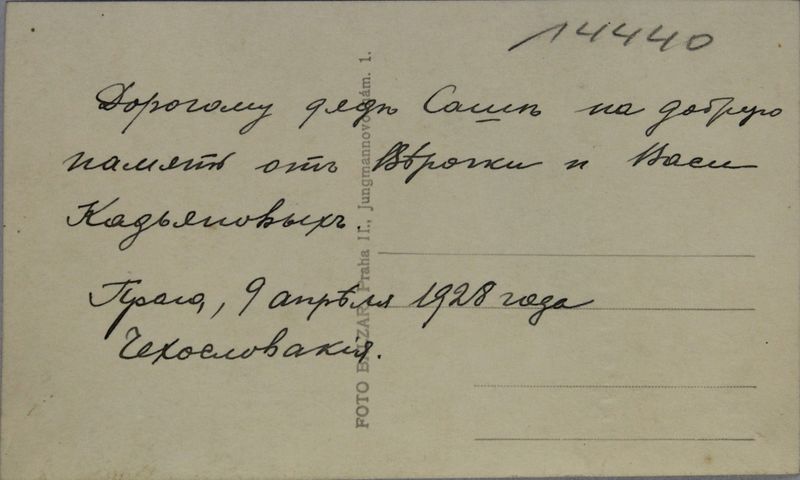 14440
Дорогому дядѣ Сашѣ на добрую
память отъ Вѣрочки и Васи
Кадьяновыхъ.
Прага, 9 апрѣля 1928 года
Чехословакія.
FOTO BALZAR, Praha II., Jungmannovo nám. 1.